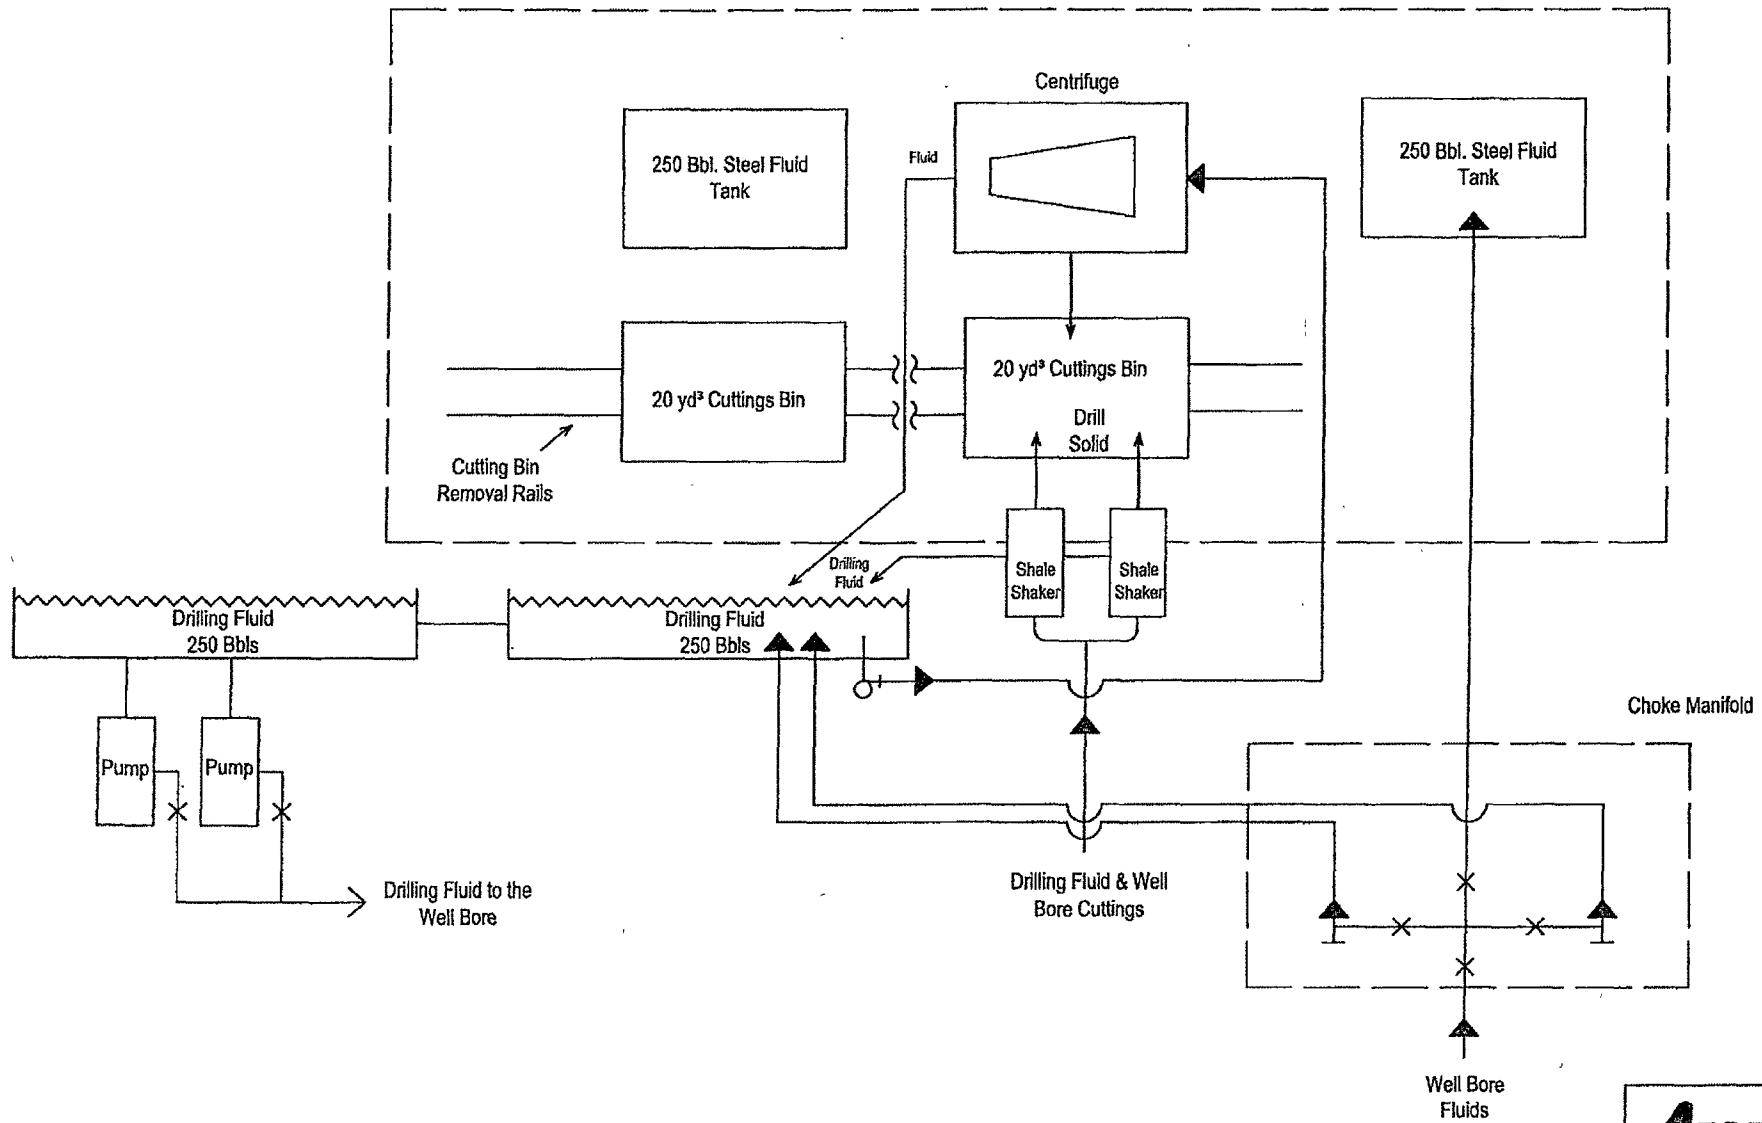 Centrifuge
250 Bbl. Steel Fluid
Tank
Fluid
250 Bbl. Steel Fluid
Tank
20 yd³ Cuttings Bin
20 yd³ Cuttings Bin
Drill
Solid
Cutting Bin
Removal Rails
Drilling
Fluid
Shale
Shaker
Shale
Shaker
Drilling Fluid
250 Bbls
Drilling Fluid
250 Bbls
Choke Manifold
Pump
Pump
Drilling Fluid to the
Well Bore
Drilling Fluid & Well
Bore Cuttings
Well Bore
Fluids